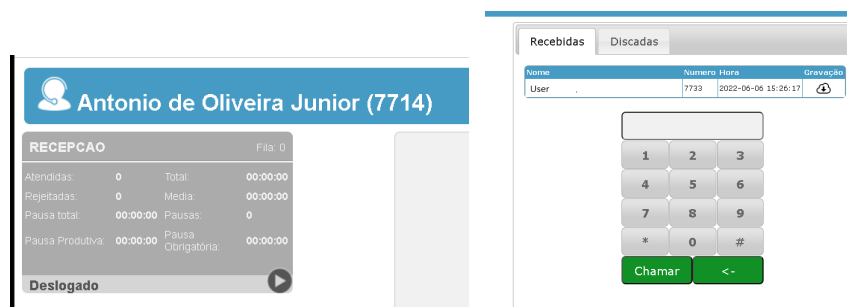 Antonio de Oliveira Junior (7714)
RECEPCAO Fila: 0
Atendidas: 0 Total: 00:00:00
Rejeitadas: 0 Media: 00:00:00
Pausa total: 00:00:00 Pausas: 0
Pausa Produtiva: 00:00:00 Pausa Obrigatória: 00:00:00
Deslogado
Recebidas Discadas
Nome Numero Hora Gravação
User . 7733 2022-06-06 15:26:17
1 2 3
4 5 6
7 8 9
* 0 #
Chamar <-